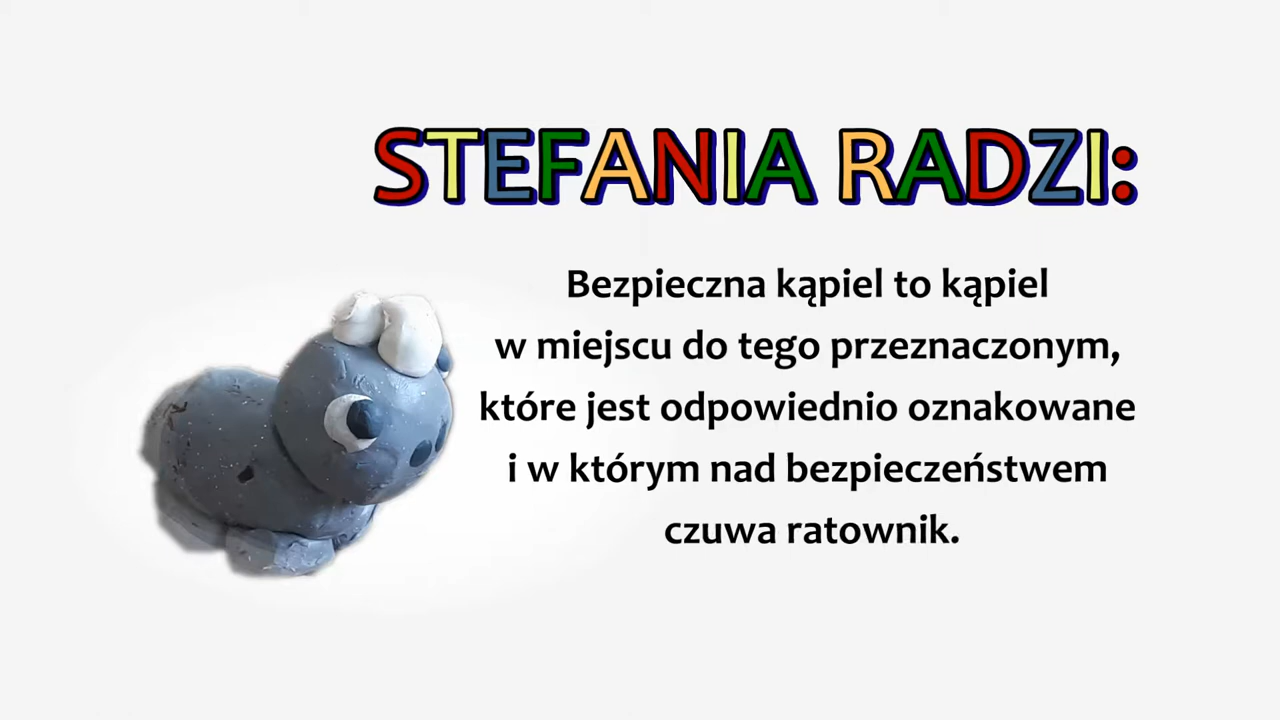 STEFANIA RADZI:
Bezpieczna kąpiel to kąpiel
w miejscu do tego przeznaczonym,
które jest odpowiednio oznakowane
i w którym nad bezpieczeństwem
czuwa ratownik.